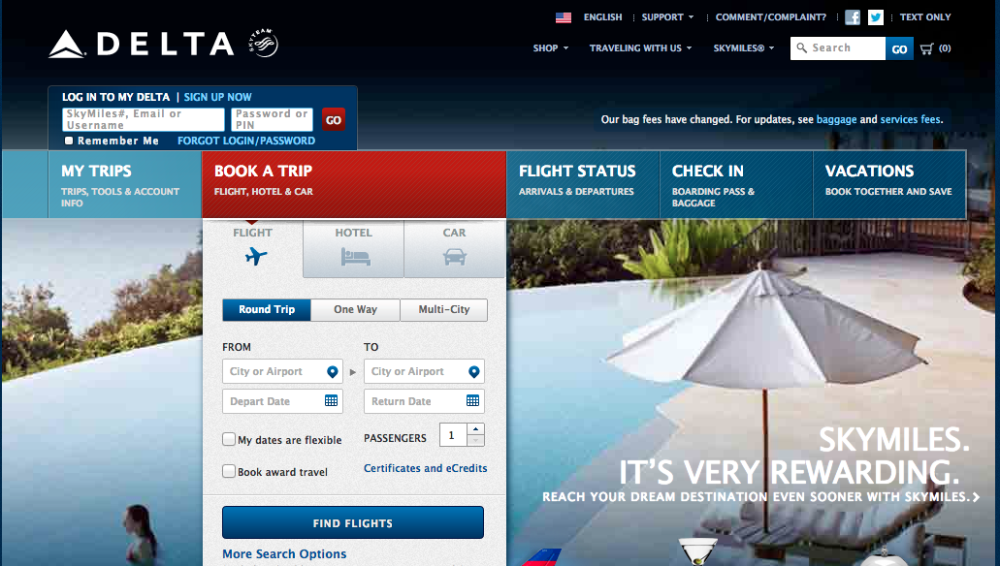 ENGLISH
SUPPORT
COMMENT/COMPLAINT?
TEXT ONLY
DELTA
SKYTEAM
SHOP
TRAVELING WITH US
SKYMILES®
Search
GO
(0)
LOG IN TO MY DELTA | SIGN UP NOW
SkyMiles#, Email or Username
Password or PIN
GO
Remember Me
FORGOT LOGIN/PASSWORD
Our bag fees have changed. For updates, see baggage and services fees.
MY TRIPS
TRIPS, TOOLS & ACCOUNT
INFO
BOOK A TRIP
FLIGHT, HOTEL & CAR
FLIGHT STATUS
ARRIVALS & DEPARTURES
CHECK IN
BOARDING PASS &
BAGGAGE
VACATIONS
BOOK TOGETHER AND SAVE
FLIGHT
HOTEL
CAR
Round Trip
One Way
Multi-City
FROM
TO
City or Airport
City or Airport
Depart Date
Return Date
My dates are flexible
PASSENGERS
1
Book award travel
Certificates and eCredits
FIND FLIGHTS
More Search Options
SKYMILES.
IT'S VERY REWARDING.
REACH YOUR DREAM DESTINATION EVEN SOONER WITH SKYMILES.